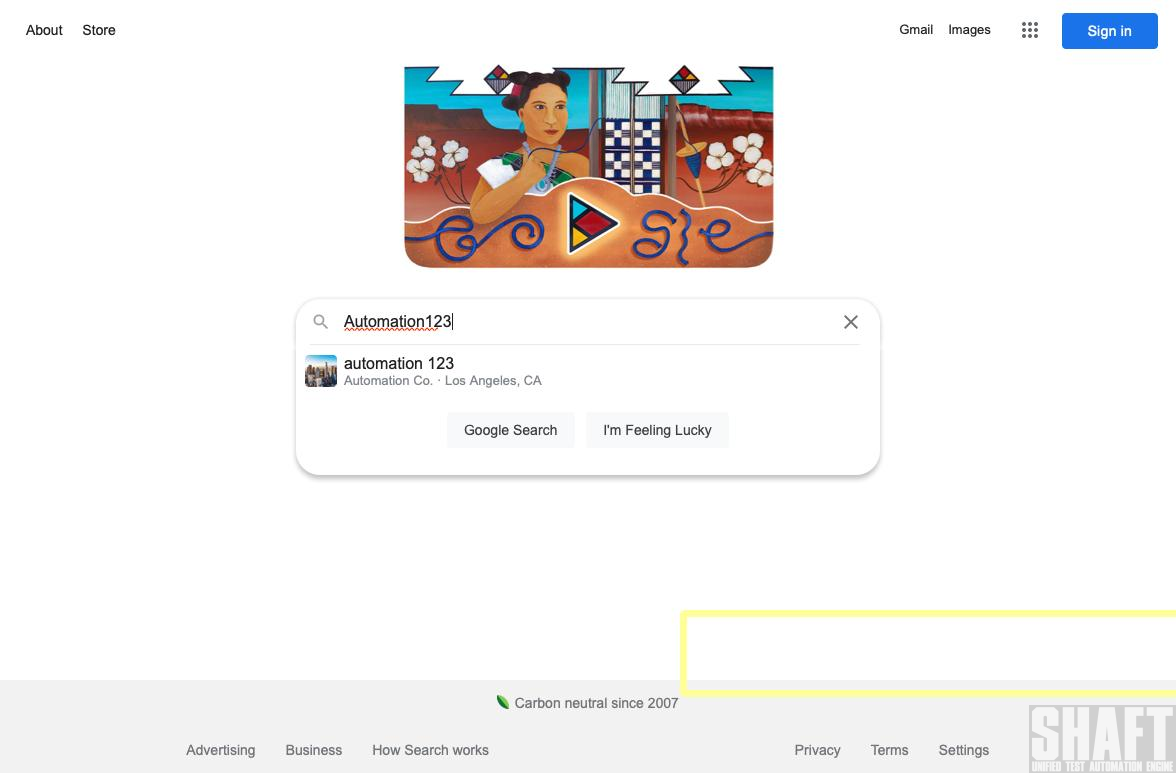 About Store
Gmail Images
Sign in
Automation123
automation 123
Automation Co. · Los Angeles, CA
Google Search I'm Feeling Lucky
Carbon neutral since 2007
Advertising Business How Search works
Privacy Terms Settings
SHAFT
UNIFIED TEST AUTOMATION ENGINE